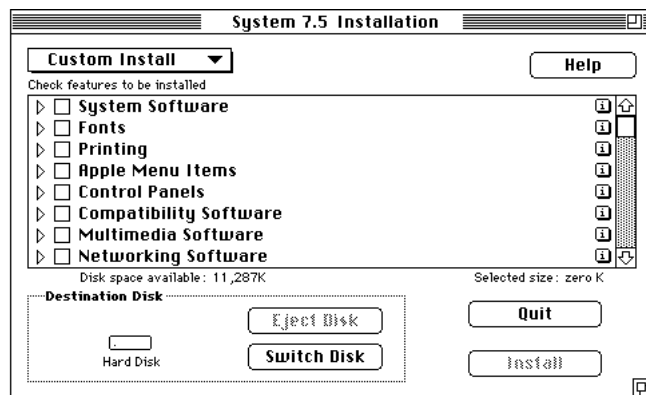 System 7.5 Installation
Custom Install
Help
Check features to be installed
System Software
Fonts
Printing
Apple Menu Items
Control Panels
Compatibility Software
Multimedia Software
Networking Software
Disk space available: 11,287K
Selected size: zero K
Destination Disk
Eject Disk
Quit
Hard Disk
Switch Disk
Install